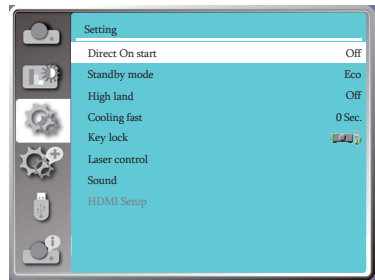 Setting
Direct On start Off
Standby mode Eco
High land Off
Cooling fast 0 Sec.
Key lock
Laser control
Sound
HDMI Setup